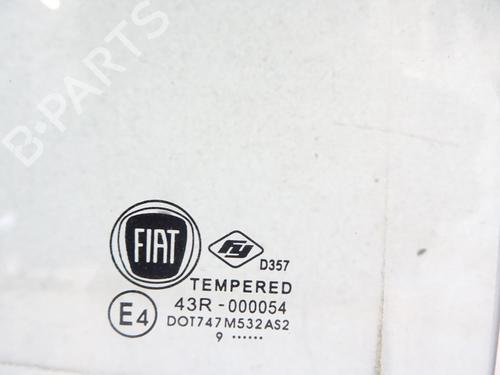 B-PARTS
FIAT
FY
D357
TEMPERED
43R-000054
E4
DOT747M532AS2
9 ......